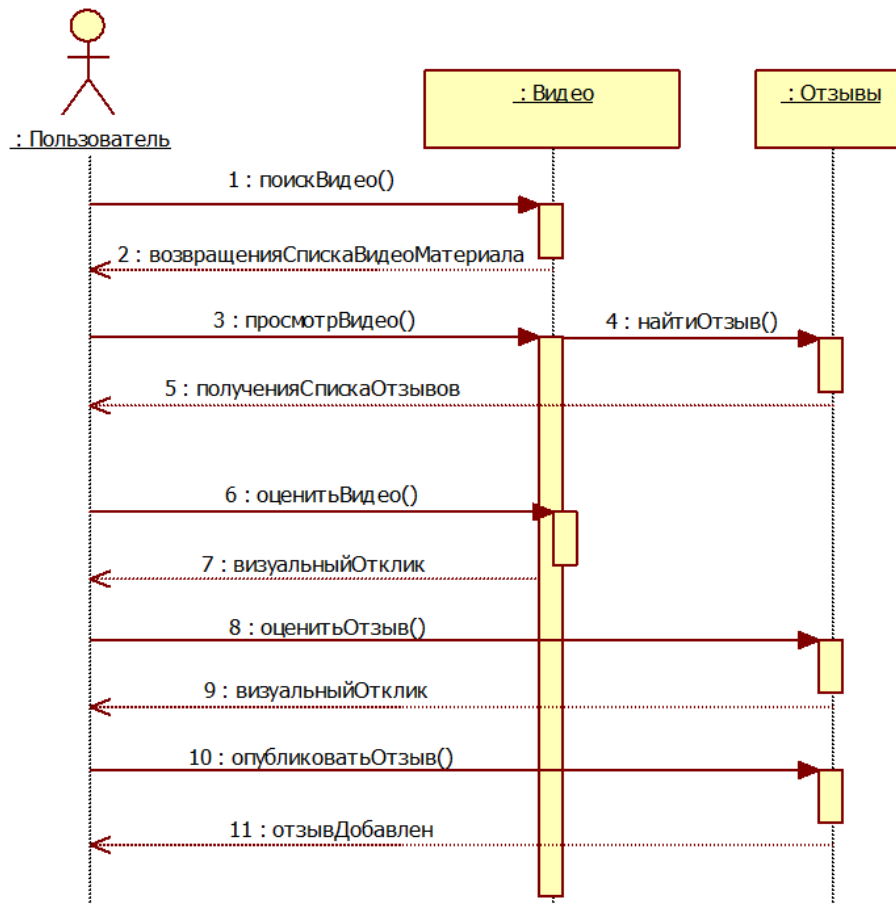 : Видео
: Отзывы
: Пользователь
1 : поискВидео()
2 : возвращенияСпискаВидеоМатериала
3 : просмотрВидео()
4 : найтиОтзыв()
5 : полученияСпискаОтзывов
6 : оценитьВидео()
7 : визуальныйОтклик
8 : оценитьОтзыв()
9 : визуальныйОтклик
10 : опубликоватьОтзыв()
11 : отзывДобавлен